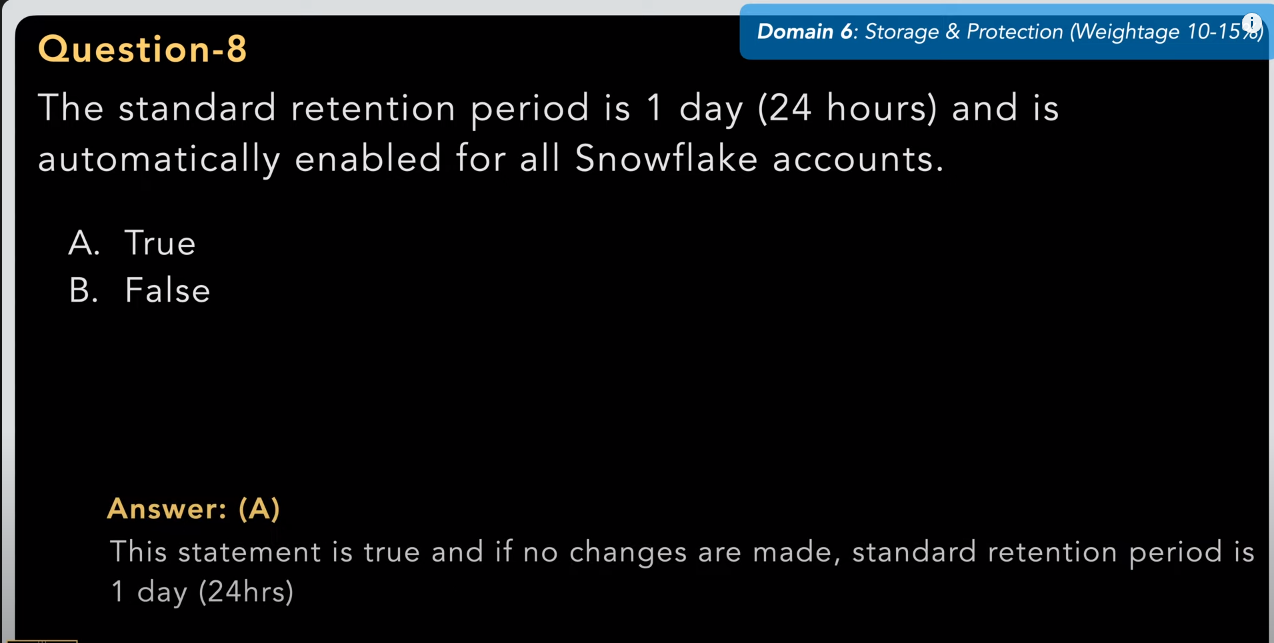 Domain 6: Storage & Protection (Weightage 10-15%)
Question-8
The standard retention period is 1 day (24 hours) and is
automatically enabled for all Snowflake accounts.
A. True
B. False
Answer: (A)
This statement is true and if no changes are made, standard retention period is
1 day (24hrs)